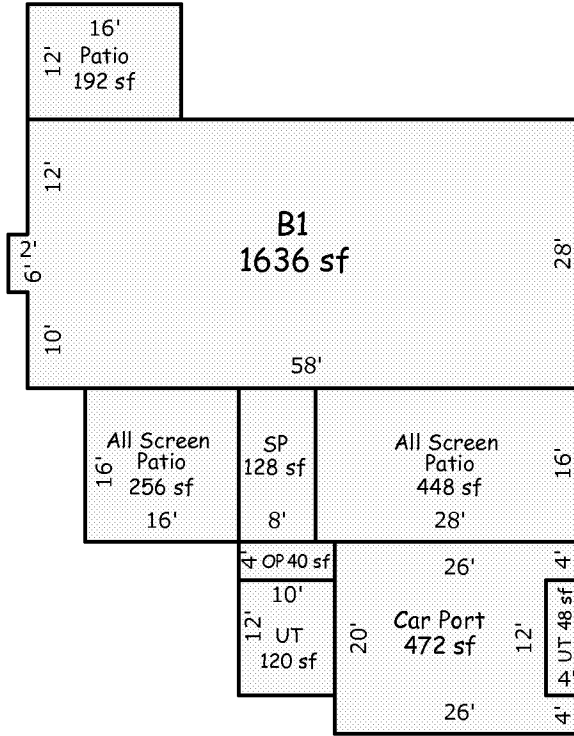 16'
12'
Patio
192 sf
12'
B1
1636 sf
2'
6'
28'
10'
58'
All Screen
Patio
256 sf
16'
16'
SP
128 sf
8'
All Screen
Patio
448 sf
16'
28'
4' OP 40 sf
26'
4'
10'
12'
UT
120 sf
20'
Car Port
472 sf
12'
UT 48 sf
4'
26'
4'